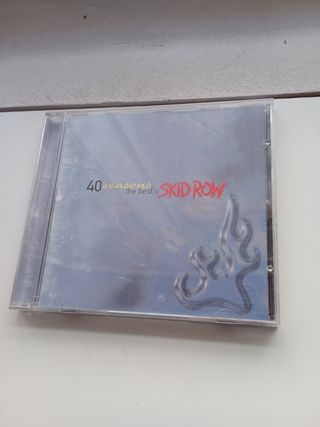 40 seasons
the best of SKID ROW